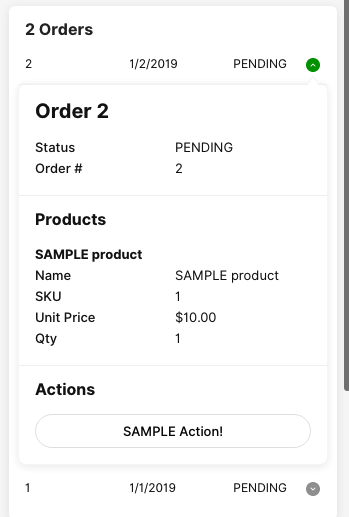 2 Orders
2 1/2/2019 PENDING
Order 2
Status PENDING
Order # 2
Products
SAMPLE product
Name SAMPLE product
SKU 1
Unit Price $10.00
Qty 1
Actions
SAMPLE Action!
1 1/1/2019 PENDING